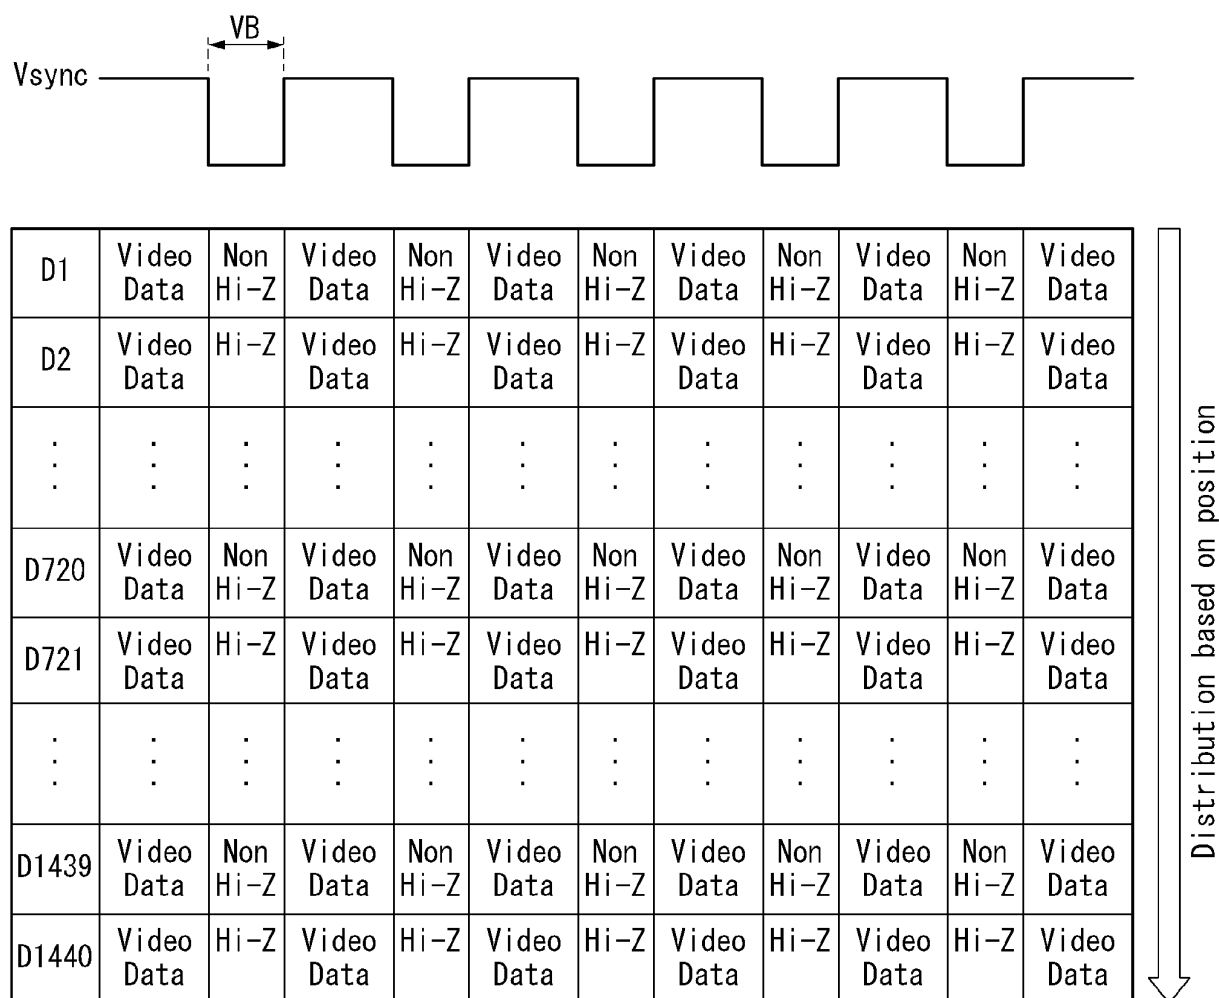 VB
Vsync
D1 Video Data Non Hi-Z Video Data Non Hi-Z Video Data Non Hi-Z Video Data Non Hi-Z Video Data Non Hi-Z Video Data
D2 Video Data Hi-Z Video Data Hi-Z Video Data Hi-Z Video Data Hi-Z Video Data Hi-Z Video Data
D720 Video Data Non Hi-Z Video Data Non Hi-Z Video Data Non Hi-Z Video Data Non Hi-Z Video Data Non Hi-Z Video Data
D721 Video Data Hi-Z Video Data Hi-Z Video Data Hi-Z Video Data Hi-Z Video Data Hi-Z Video Data
D1439 Video Data Non Hi-Z Video Data Non Hi-Z Video Data Non Hi-Z Video Data Non Hi-Z Video Data Non Hi-Z Video Data
D1440 Video Data Hi-Z Video Data Hi-Z Video Data Hi-Z Video Data Hi-Z Video Data Hi-Z Video Data
Distribution based on position